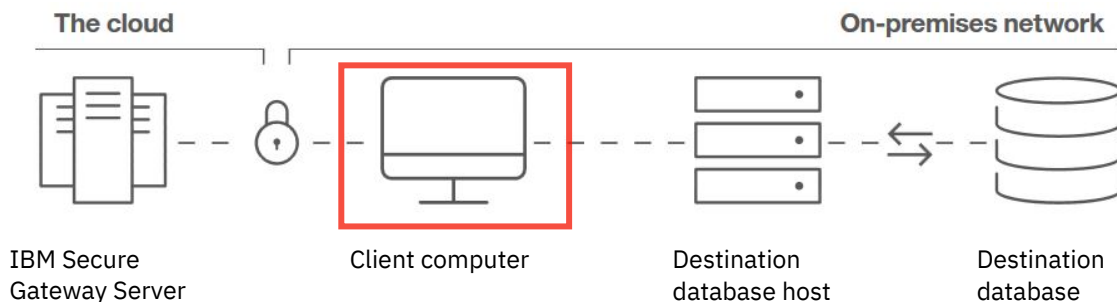 The cloud
On-premises network
IBM Secure
Gateway Server
Client computer
Destination
database host
Destination
database